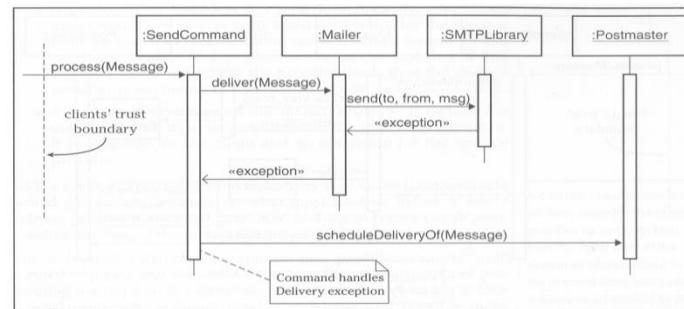 :SendCommand
:Mailer
:SMTPLibrary
:Postmaster
process(Message)
deliver(Message)
send(to, from, msg)
clients' trust
boundary
«exception»
«exception»
scheduleDeliveryOf(Message)
Command handles
Delivery exception